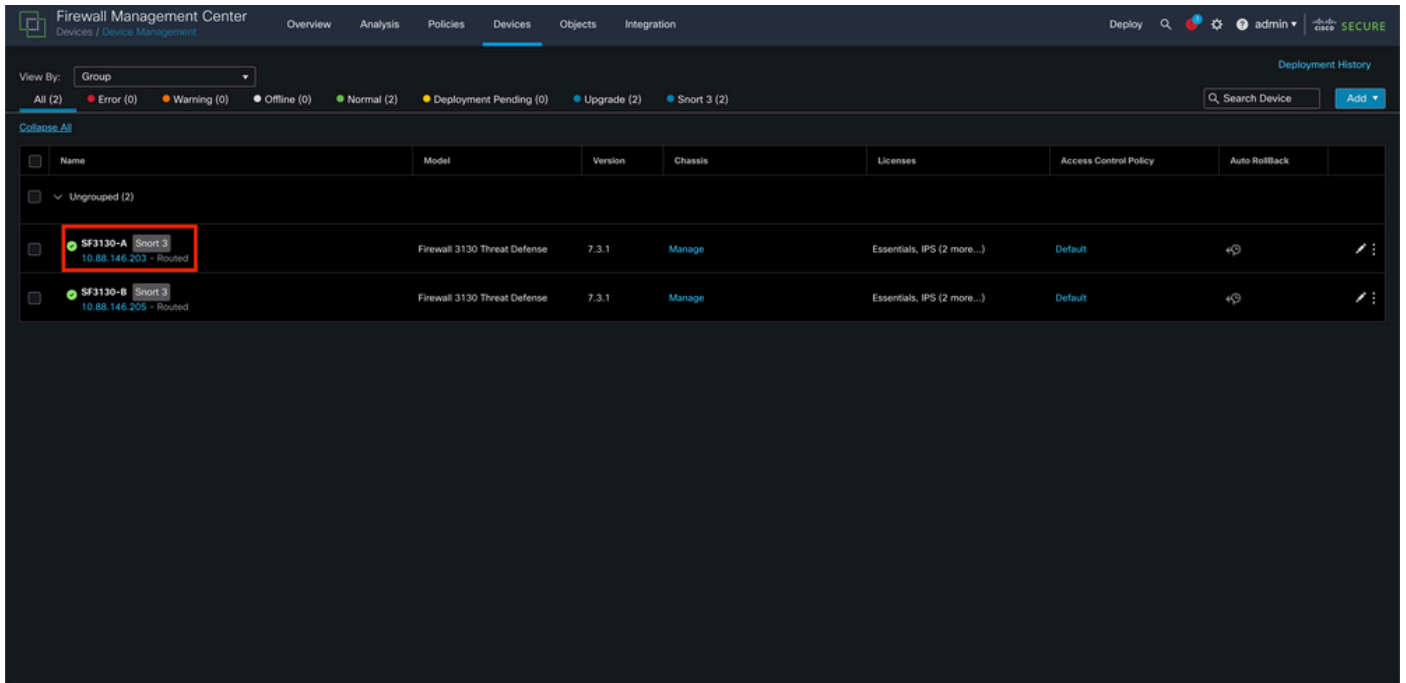 Firewall Management Center
Devices / Device Management
Overview Analysis Policies Devices Objects Integration
Deploy 1 ? admin
cisco SECURE
Deployment History
View By: Group
All (2) Error (0) Warning (0) Offline (0) Normal (2) Deployment Pending (0) Upgrade (2) Snort 3 (2)
Search Device
Add
Collapse All
Name Model Version Chassis Licenses Access Control Policy Auto RollBack
Ungrouped (2)
SF3130-A Snort 3
10.88.146.203 - Routed
Firewall 3130 Threat Defense 7.3.1 Manage Essentials, IPS (2 more...) Default
SF3130-B Snort 3
10.88.146.205 - Routed
Firewall 3130 Threat Defense 7.3.1 Manage Essentials, IPS (2 more...) Default